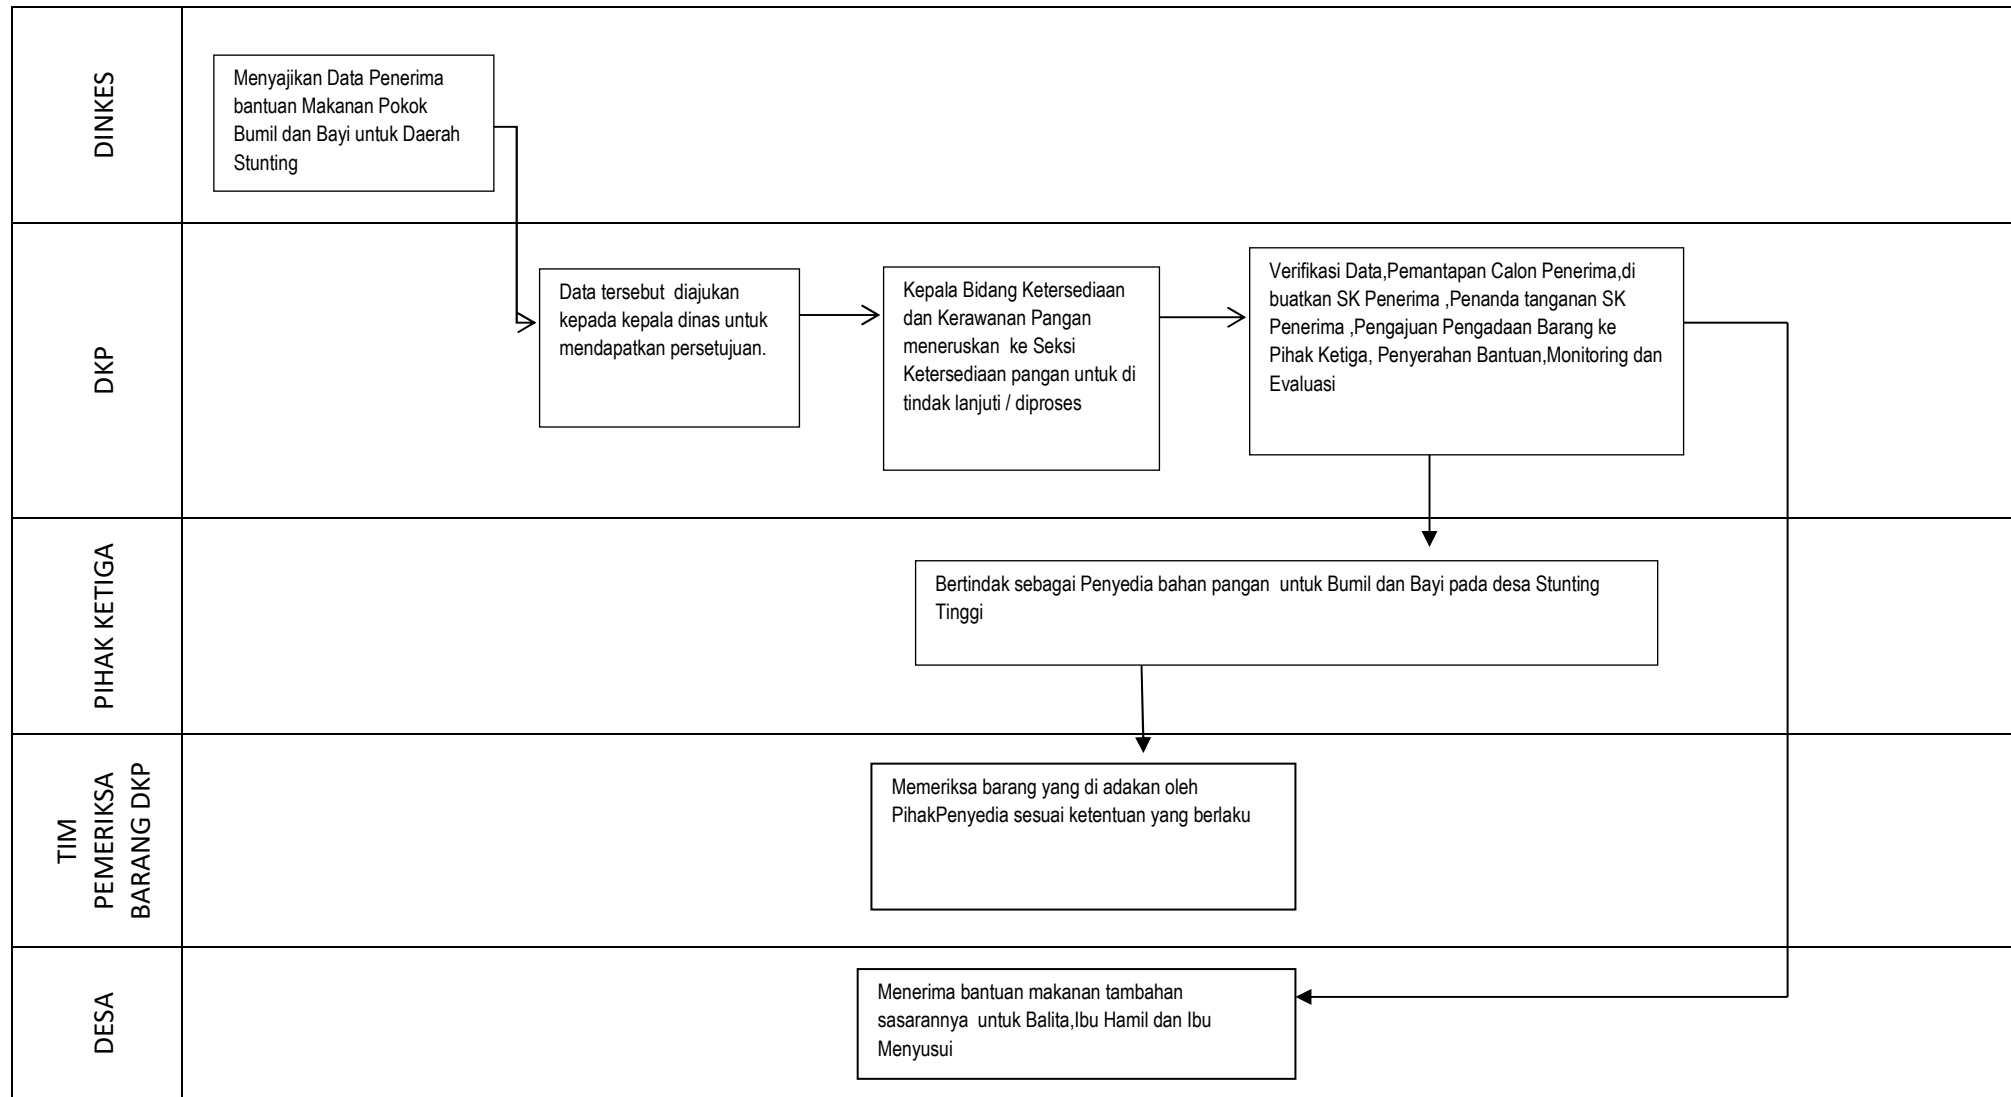 DINKES
Menyajikan Data Penerima
bantuan Makanan Pokok
Bumil dan Bayi untuk Daerah
Stunting
DKP
Data tersebut diajukan
kepada kepala dinas untuk
mendapatkan persetujuan.
Kepala Bidang Ketersediaan
dan Kerawanan Pangan
meneruskan ke Seksi
Ketersediaan pangan untuk di
tindak lanjuti / diproses
Verifikasi Data,Pemantapan Calon Penerima,di
buatkan SK Penerima ,Penanda tanganan SK
Penerima ,Pengajuan Pengadaan Barang ke
Pihak Ketiga, Penyerahan Bantuan,Monitoring dan
Evaluasi
PIHAK KETIGA
Bertindak sebagai Penyedia bahan pangan untuk Bumil dan Bayi pada desa Stunting
Tinggi
TIM
PEMERIKSA
BARANG DKP
Memeriksa barang yang di adakan oleh
PihakPenyedia sesuai ketentuan yang berlaku
DESA
Menerima bantuan makanan tambahan
sasarannya untuk Balita,Ibu Hamil dan Ibu
Menyusui